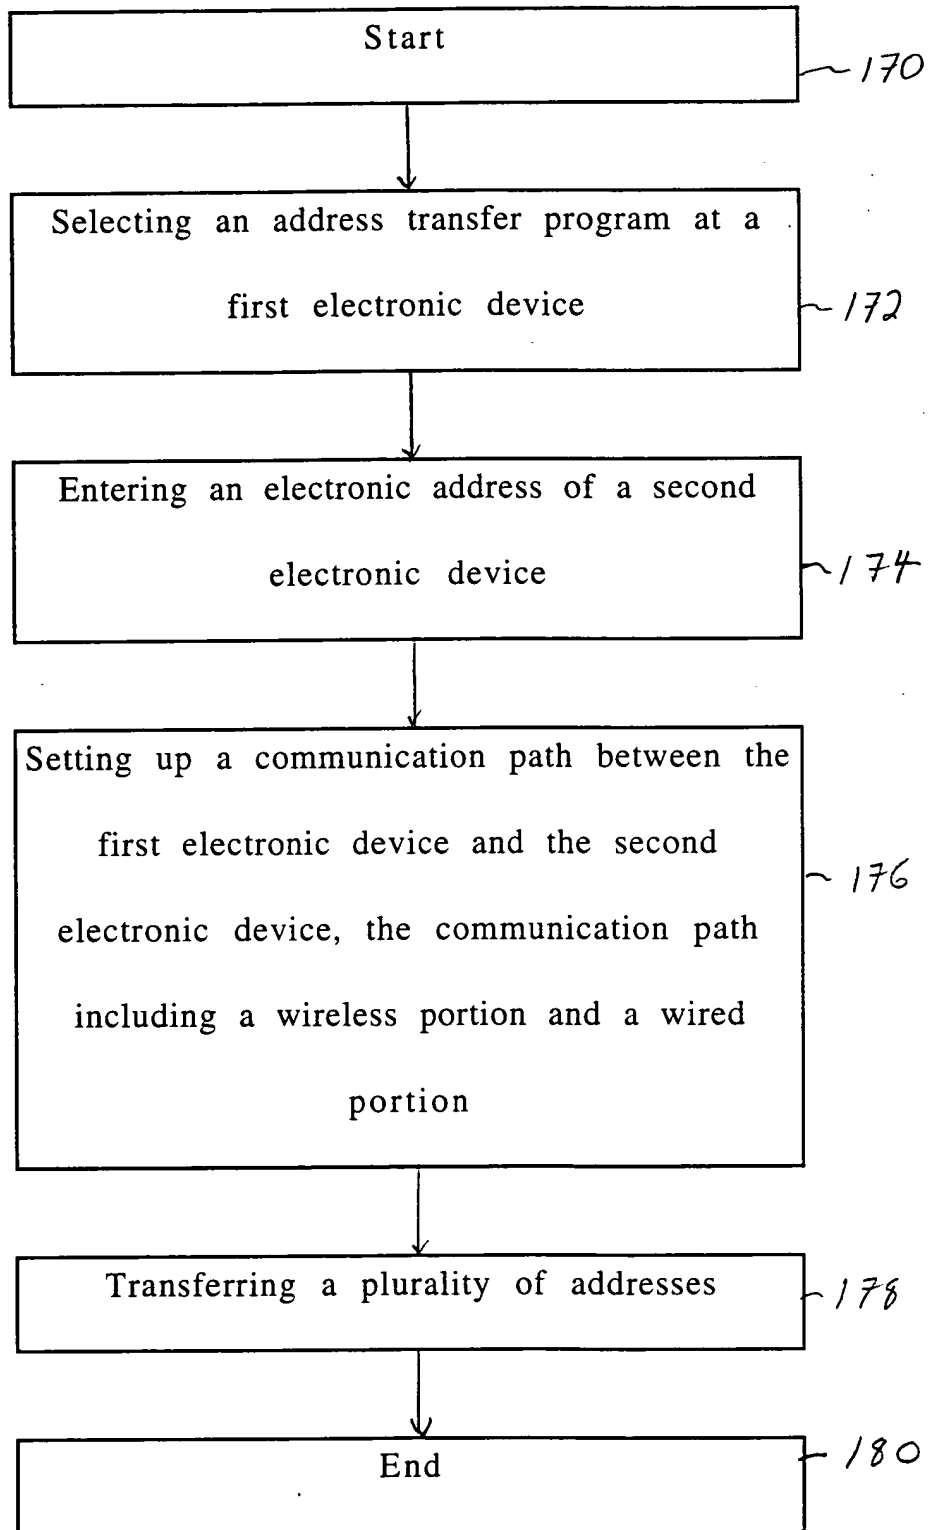 Start
170
Selecting an address transfer program at a
first electronic device
172
Entering an electronic address of a second
electronic device
174
Setting up a communication path between the
first electronic device and the second
176
electronic device, the communication path
including a wireless portion and a wired
portion
Transferring a plurality of addresses
178
End
180